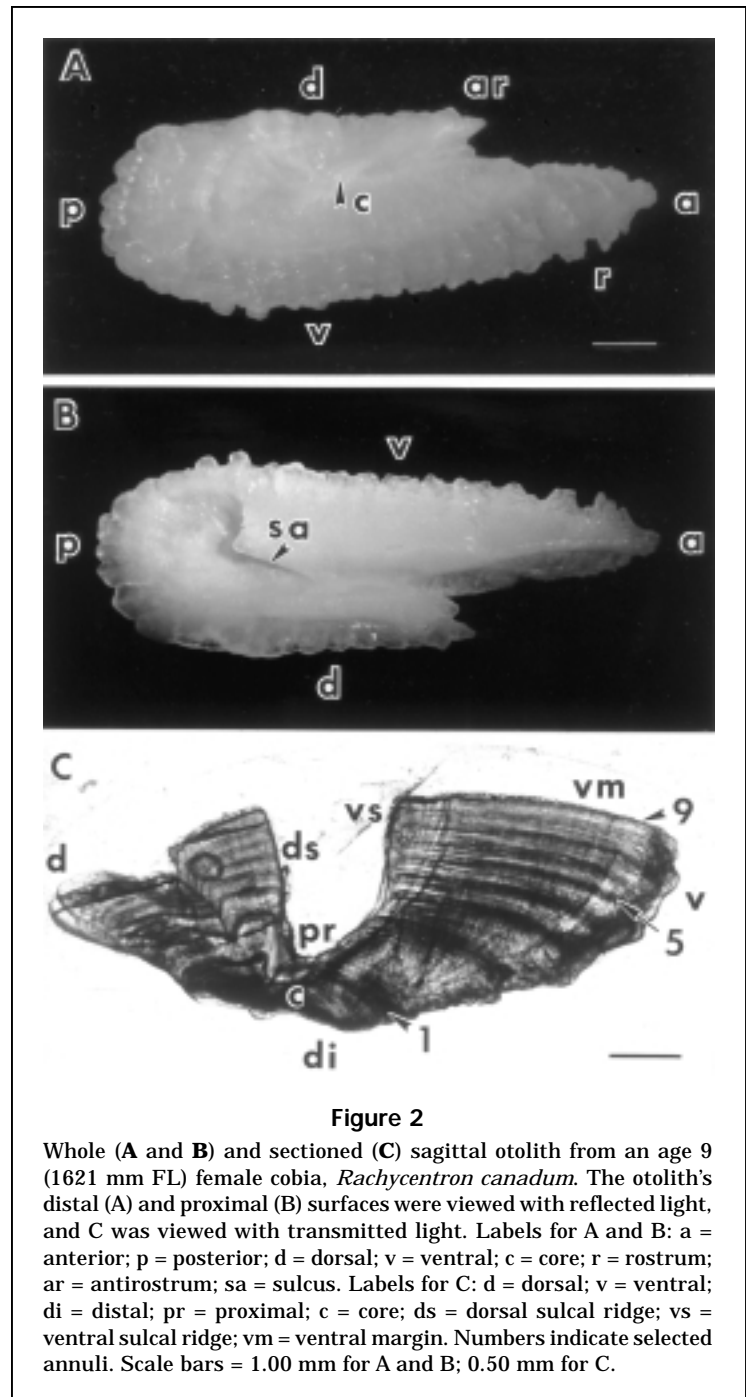 A
d
ar
p
c
a
r
v
B
v
sa
p
a
d
C
vm
vs
9
d
ds
v
pr
5
c
1
di
Figure 2
Whole (A and B) and sectioned (C) sagittal otolith from an age 9
(1621 mm FL) female cobia, Rachycentron canadum. The otolith's
distal (A) and proximal (B) surfaces were viewed with reflected light,
and C was viewed with transmitted light. Labels for A and B: a =
anterior; p = posterior; d = dorsal; v = ventral; c = core; r = rostrum;
ar = antirostrum; sa = sulcus. Labels for C: d = dorsal; v = ventral;
di = distal; pr = proximal; c = core; ds = dorsal sulcal ridge; vs =
ventral sulcal ridge; vm = ventral margin. Numbers indicate selected
annuli. Scale bars = 1.00 mm for A and B; 0.50 mm for C.